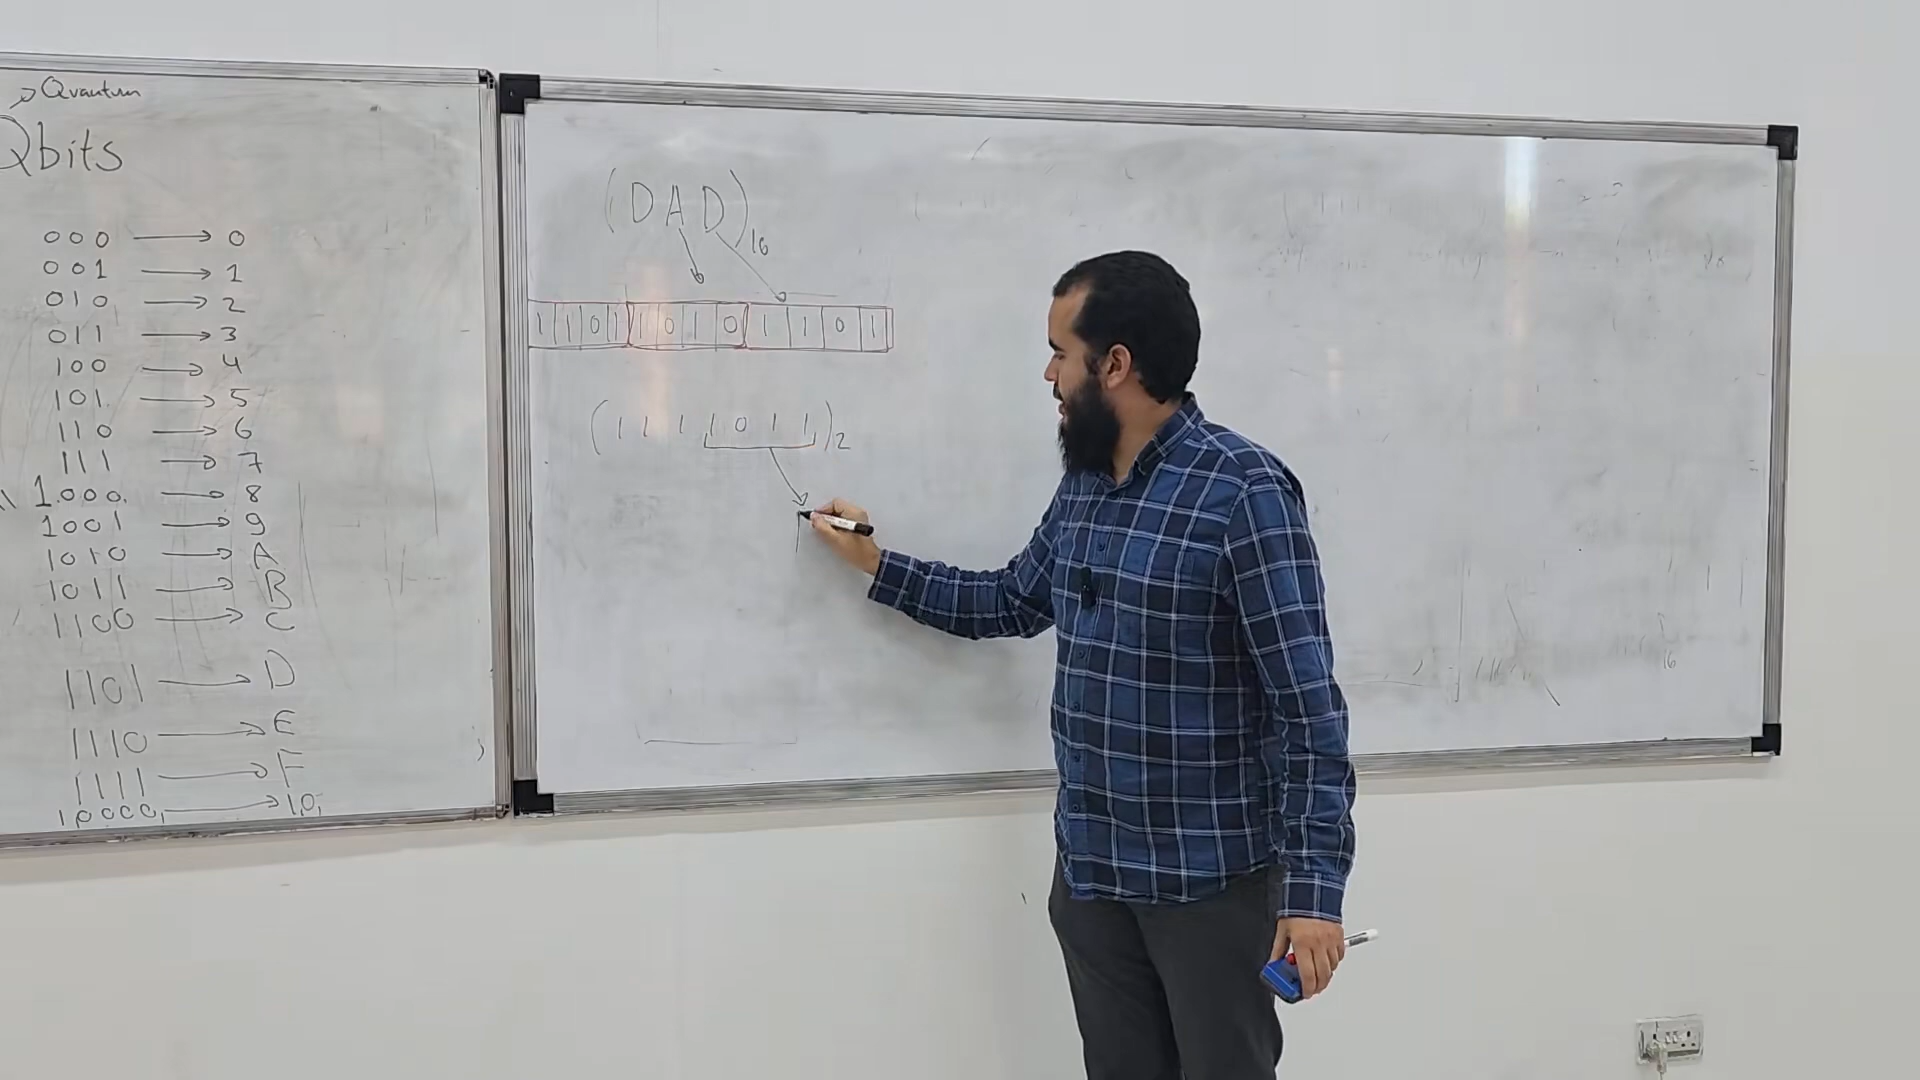 Quantum
Qbits
000 → 0
001 → 1
010 → 2
011 → 3
100 → 4
101 → 5
110 → 6
111 → 7
1000 → 8
1001 → 9
1010 → A
1011 → B
1100 → C
1101 → D
1110 → E
1111 → F
10000 → 10
(DAD)16
1 1 0 1 1 0 1 0 1 1 0 1
(1 1 1 1 0 1 1)2